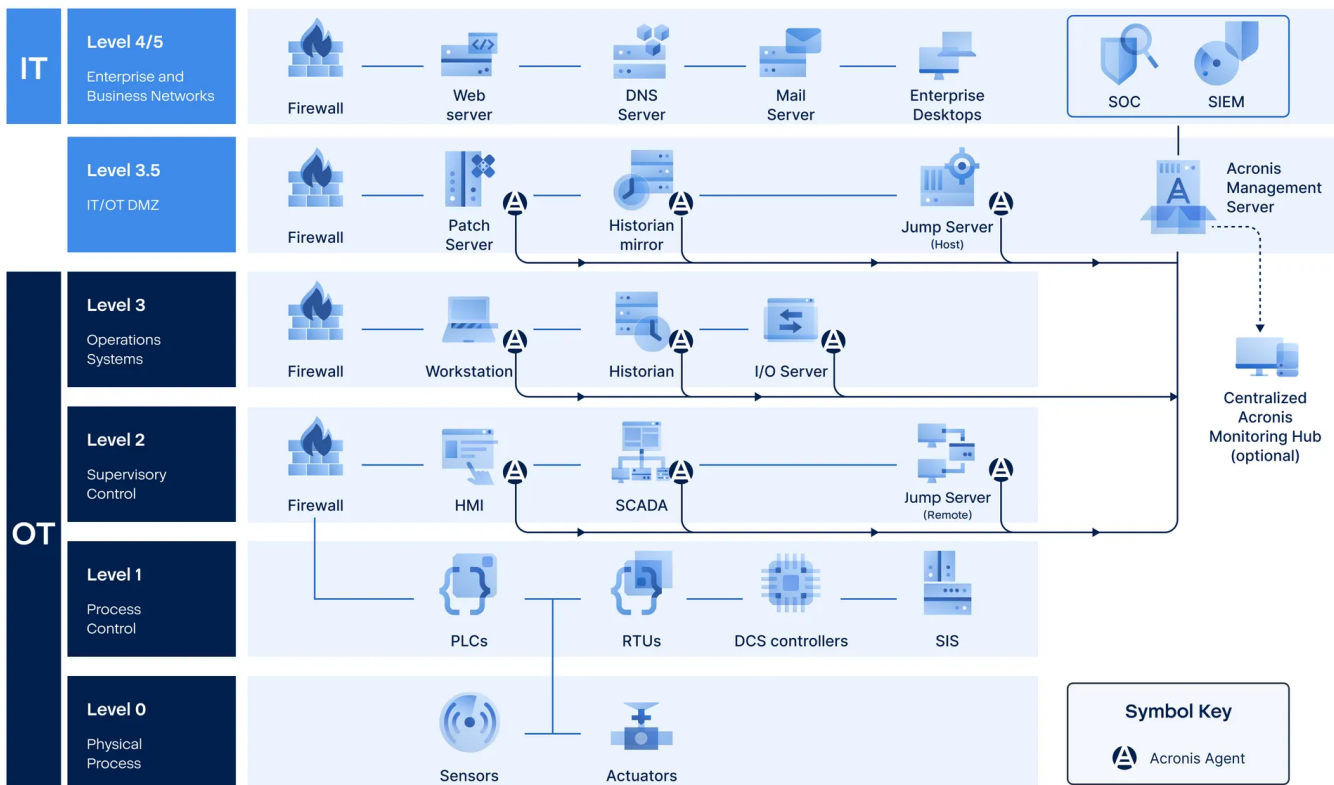 IT
Level 4/5
Enterprise and
Business Networks
Firewall
Web
server
DNS
Server
Mail
Server
Enterprise
Desktops
SOC
SIEM
Level 3.5
IT/OT DMZ
Firewall
Patch
Server
Historian
mirror
Jump Server
(Host)
Acronis
Management
Server
OT
Level 3
Operations
Systems
Firewall
Workstation
Historian
I/O Server
Centralized
Acronis
Monitoring Hub
(optional)
Level 2
Supervisory
Control
Firewall
HMI
SCADA
Jump Server
(Remote)
Level 1
Process
Control
PLCs
RTUs
DCS controllers
SIS
Level 0
Physical
Process
Sensors
Actuators
Symbol Key
Acronis Agent